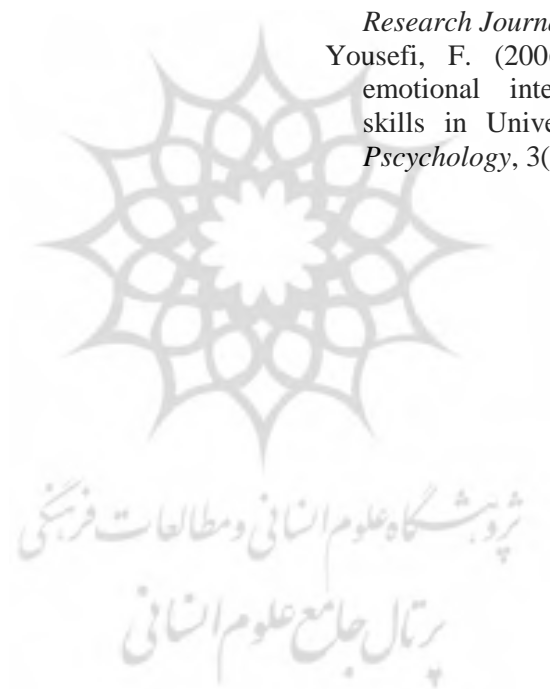 Research Journa
Yousefi, F. (200
emotional inte
skills in Unive
Pscychology, 3(
پژوهشگاه علوم انسانی و مطالعات فرهنگی
پرتال جامع علوم انسانی